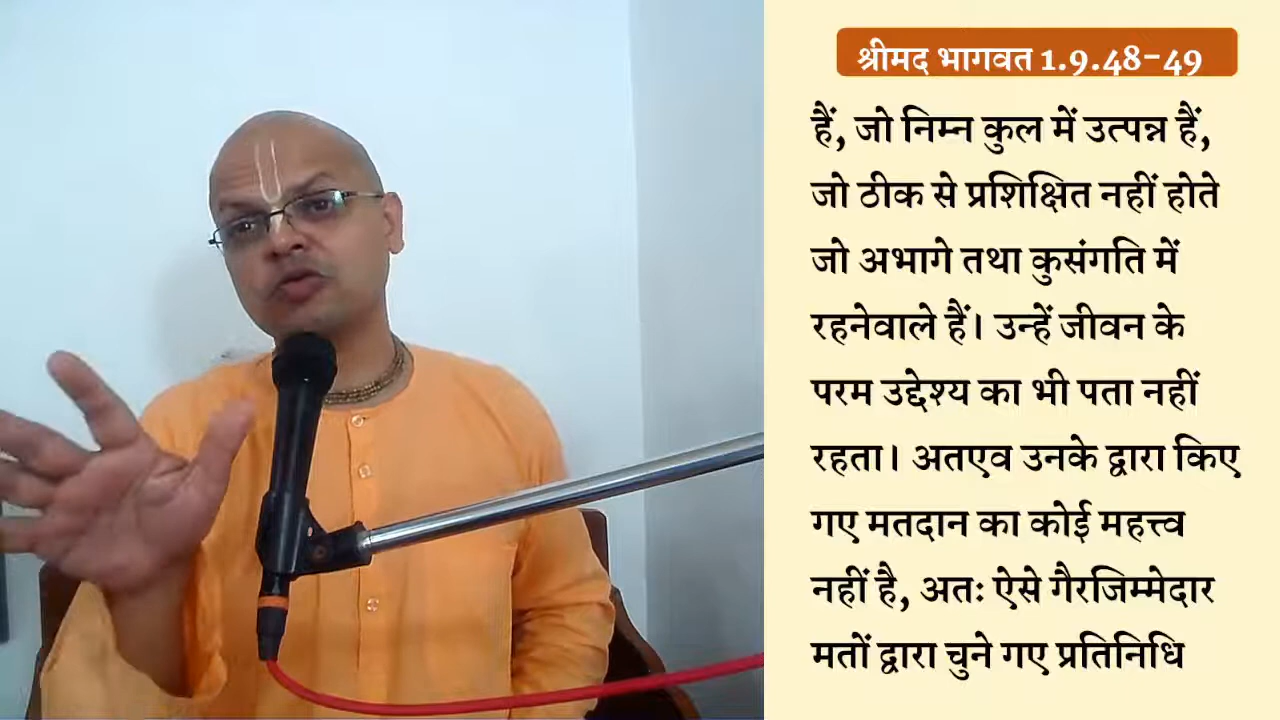 श्रीमद भागवत 1.9.48-49
हैं, जो निम्न कुल में उत्पन्न हैं,
जो ठीक से प्रशिक्षित नहीं होते
जो अभागे तथा कुसंगति में
रहनेवाले हैं। उन्हें जीवन के
परम उद्देश्य का भी पता नहीं
रहता। अतएव उनके द्वारा किए
गए मतदान का कोई महत्त्व
नहीं है, अतः ऐसे गैरजिम्मेदार
मतों द्वारा चुने गए प्रतिनिधि